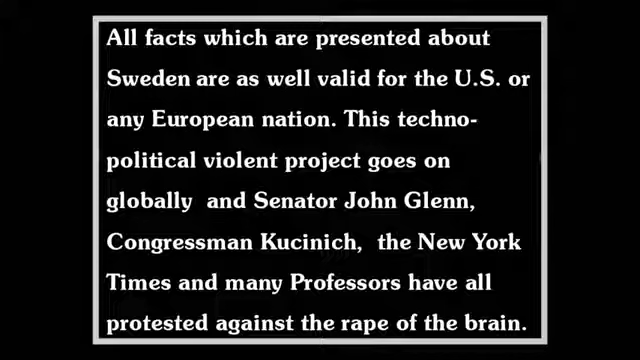 All facts which are presented about
Sweden are as well valid for the U.S. or
any European nation. This techno-
political violent project goes on
globally and Senator John Glenn,
Congressman Kucinich, the New York
Times and many Professors have all
protested against the rape of the brain.